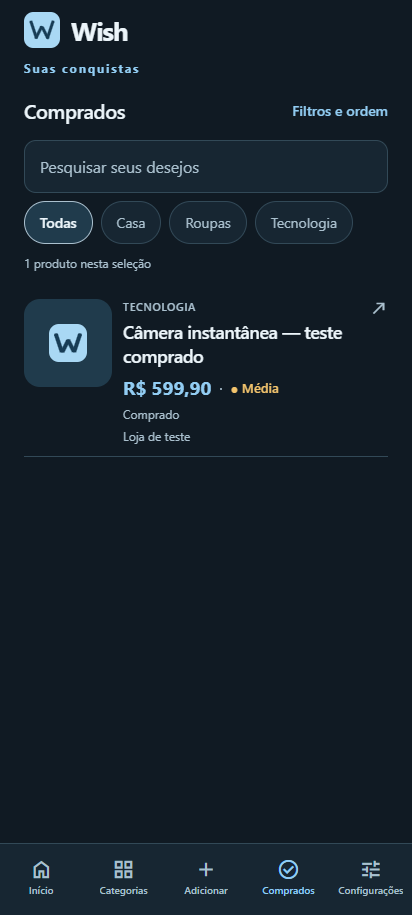 W Wish
Suas conquistas
Comprados
Filtros e ordem
Pesquisar seus desejos
Todas Casa Roupas Tecnologia
1 produto nesta seleção
TECNOLOGIA
W
Câmera instantânea — teste
comprado
R$ 599,90 · ● Média
Comprado
Loja de teste
Início Categorias Adicionar Comprados Configurações